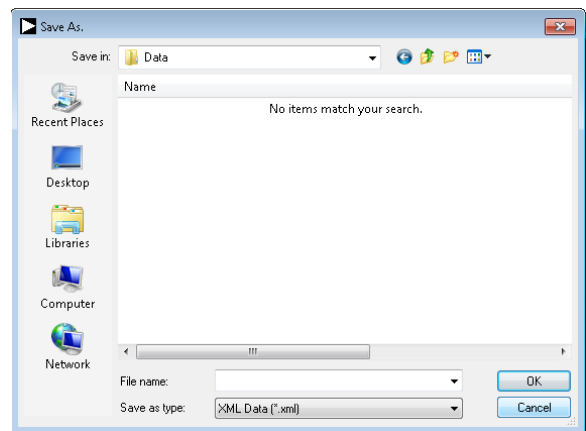 Save As.
Save in:
Data
Name
No items match your search.
Recent Places
Desktop
Libraries
Computer
Network
File name:
OK
Save as type:
XML Data (*.xml)
Cancel